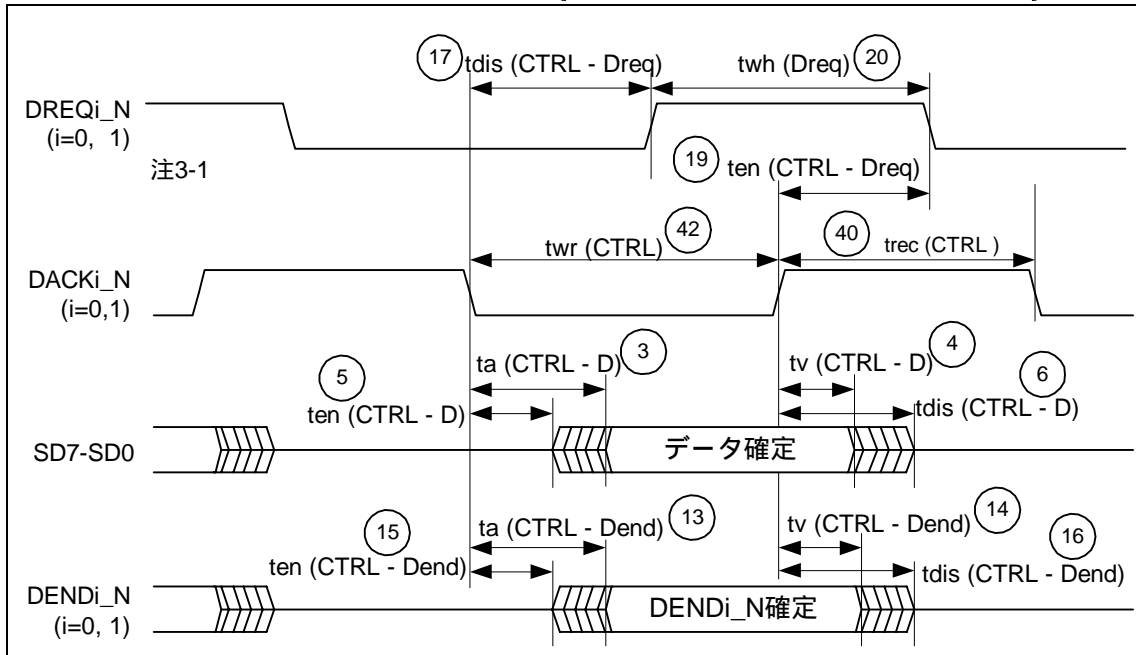 17 tdis (CTRL - Dreq) twh (Dreq) 20
DREQi_N
(i=0, 1)
注3-1
19 ten (CTRL - Dreq)
twr (CTRL) 42 40 trec (CTRL )
DACKi_N
(i=0,1)
ta (CTRL - D) 3 tv (CTRL - D) 4
5 ten (CTRL - D) tdis (CTRL - D) 6
SD7-SD0 データ確定
ta (CTRL - Dend) 13 tv (CTRL - Dend) 14
15 ten (CTRL - Dend) tdis (CTRL - Dend) 16
DENDi_N
(i=0, 1)
DENDi_N確定